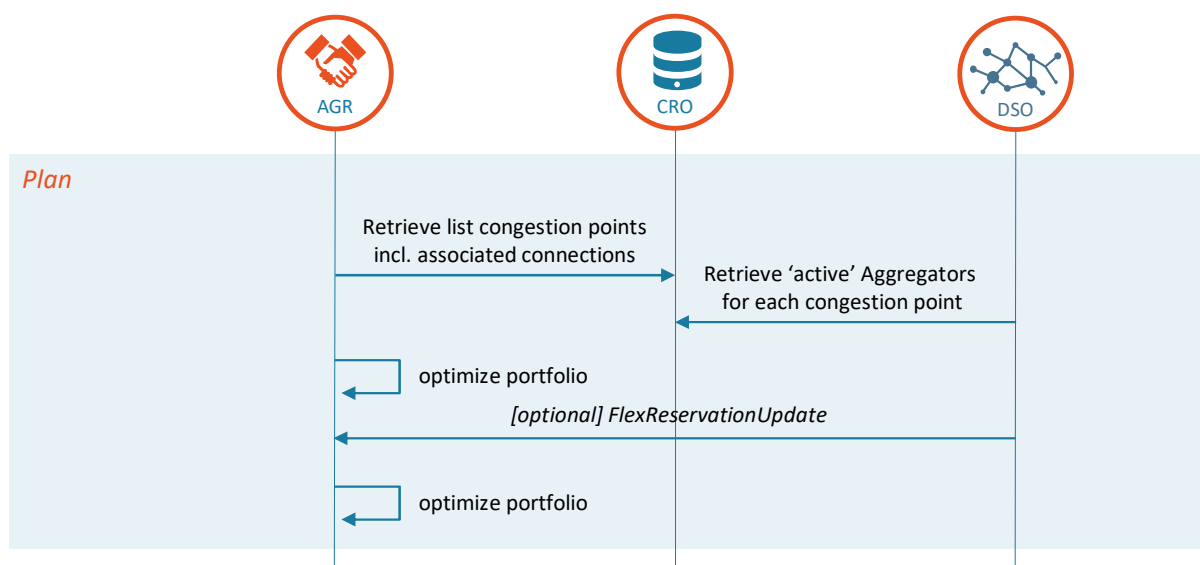 AGR
CRO
DSO
Plan
Retrieve list congestion points
incl. associated connections
Retrieve ‘active’ Aggregators
for each congestion point
optimize portfolio
[optional] FlexReservationUpdate
optimize portfolio